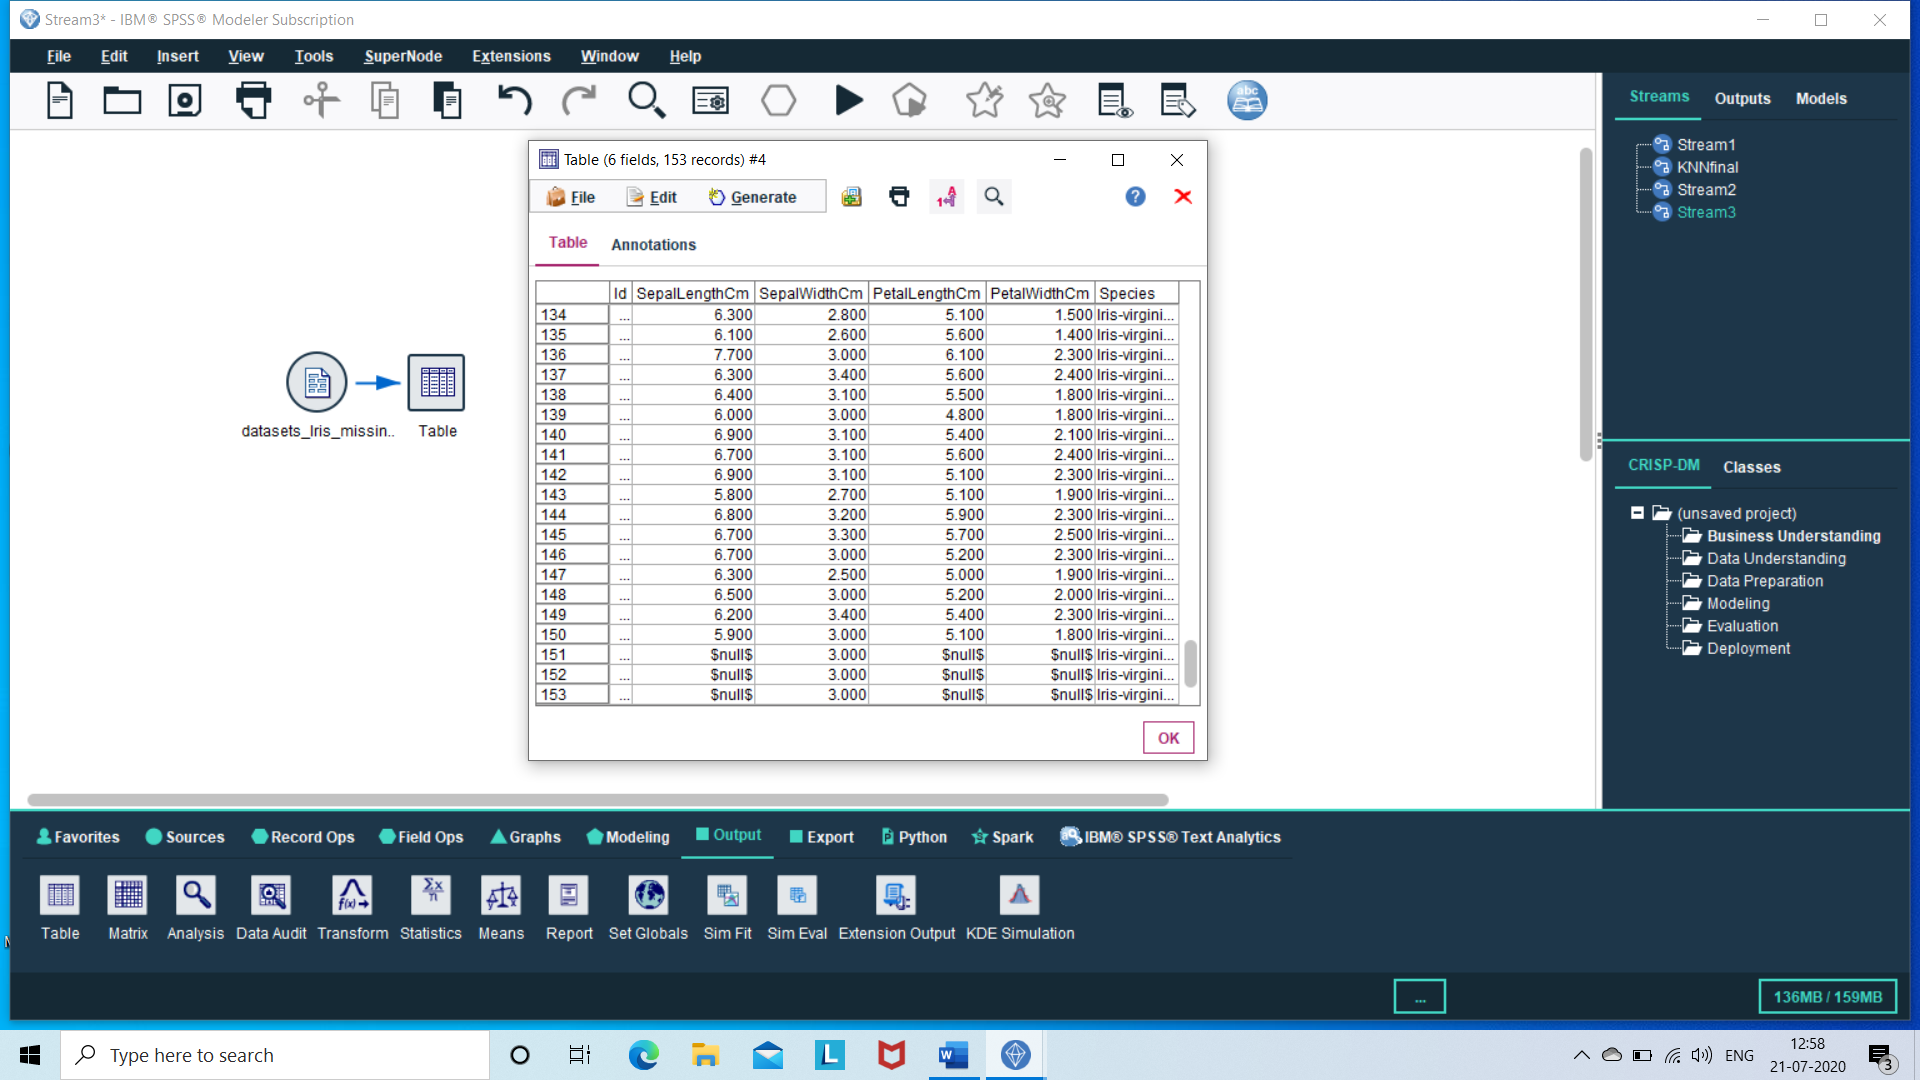 Stream3* - IBM® SPSS® Modeler Subscription
File Edit Insert View Tools SuperNode Extensions Window Help
abc
Table (6 fields, 153 records) #4
File Edit Generate
Table Annotations
Id SepalLengthCm SepalWidthCm PetalLengthCm PetalWidthCm Species
134 ... 6.300 2.800 5.100 1.500 Iris-virgini...
135 ... 6.100 2.600 5.600 1.400 Iris-virgini...
136 ... 7.700 3.000 6.100 2.300 Iris-virgini...
137 ... 6.300 3.400 5.600 2.400 Iris-virgini...
138 ... 6.400 3.100 5.500 1.800 Iris-virgini...
139 ... 6.000 3.000 4.800 1.800 Iris-virgini...
140 ... 6.900 3.100 5.400 2.100 Iris-virgini...
141 ... 6.700 3.100 5.600 2.400 Iris-virgini...
142 ... 6.900 3.100 5.100 2.300 Iris-virgini...
143 ... 5.800 2.700 5.100 1.900 Iris-virgini...
144 ... 6.800 3.200 5.900 2.300 Iris-virgini...
145 ... 6.700 3.300 5.700 2.500 Iris-virgini...
146 ... 6.700 3.000 5.200 2.300 Iris-virgini...
147 ... 6.300 2.500 5.000 1.900 Iris-virgini...
148 ... 6.500 3.000 5.200 2.000 Iris-virgini...
149 ... 6.200 3.400 5.400 2.300 Iris-virgini...
150 ... 5.900 3.000 5.100 1.800 Iris-virgini...
151 ... $null$ 3.000 $null$ $null$ Iris-virgini...
152 ... $null$ 3.000 $null$ $null$ Iris-virgini...
153 ... $null$ 3.000 $null$ $null$ Iris-virgini...
OK
datasets_Iris_missin.. Table
Streams Outputs Models
Stream1
KNNfinal
Stream2
Stream3
CRISP-DM Classes
(unsaved project)
Business Understanding
Data Understanding
Data Preparation
Modeling
Evaluation
Deployment
Favorites Sources Record Ops Field Ops Graphs Modeling Output Export Python Spark IBM® SPSS® Text Analytics
Table Matrix Analysis Data Audit Transform Statistics Means Report Set Globals Sim Fit Sim Eval Extension Output KDE Simulation
... 136MB / 159MB
Type here to search
ENG
12:58
21-07-2020
3